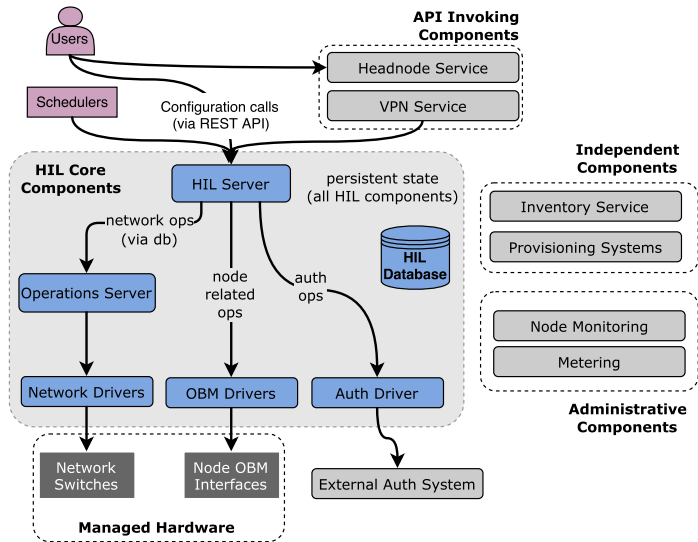 Users
API Invoking
Components
Headnode Service
VPN Service
Schedulers
Configuration calls
(via REST API)
HIL Core
Components
HIL Server
persistent state
(all HIL components)
Independent
Components
Inventory Service
Provisioning Systems
network ops
(via db)
HIL
Database
node
related
ops
auth
ops
Operations Server
Node Monitoring
Metering
Administrative
Components
Network Drivers
OBM Drivers
Auth Driver
Network
Switches
Node OBM
Interfaces
External Auth System
Managed Hardware